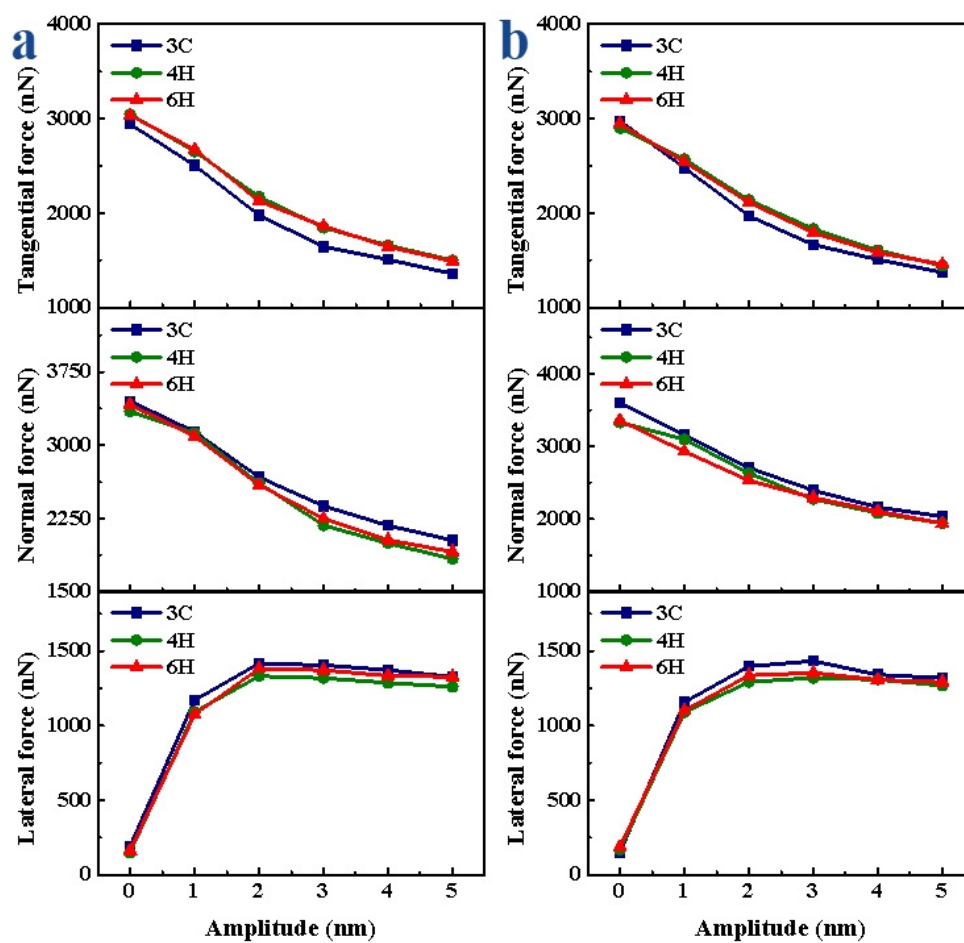 a
Tangential force (nN)
4000
3000
2000
1000
3C
4H
6H
Normal force (nN)
3750
3000
2250
1500
3C
4H
6H
Lateral force (nN)
1500
1000
500
0
3C
4H
6H
0 1 2 3 4 5
Amplitude (nm)
b
Tangential force (nN)
4000
3000
2000
1000
3C
4H
6H
Normal force (nN)
4000
3000
2000
1000
3C
4H
6H
Lateral force (nN)
1500
1000
500
0
3C
4H
6H
0 1 2 3 4 5
Amplitude (nm)